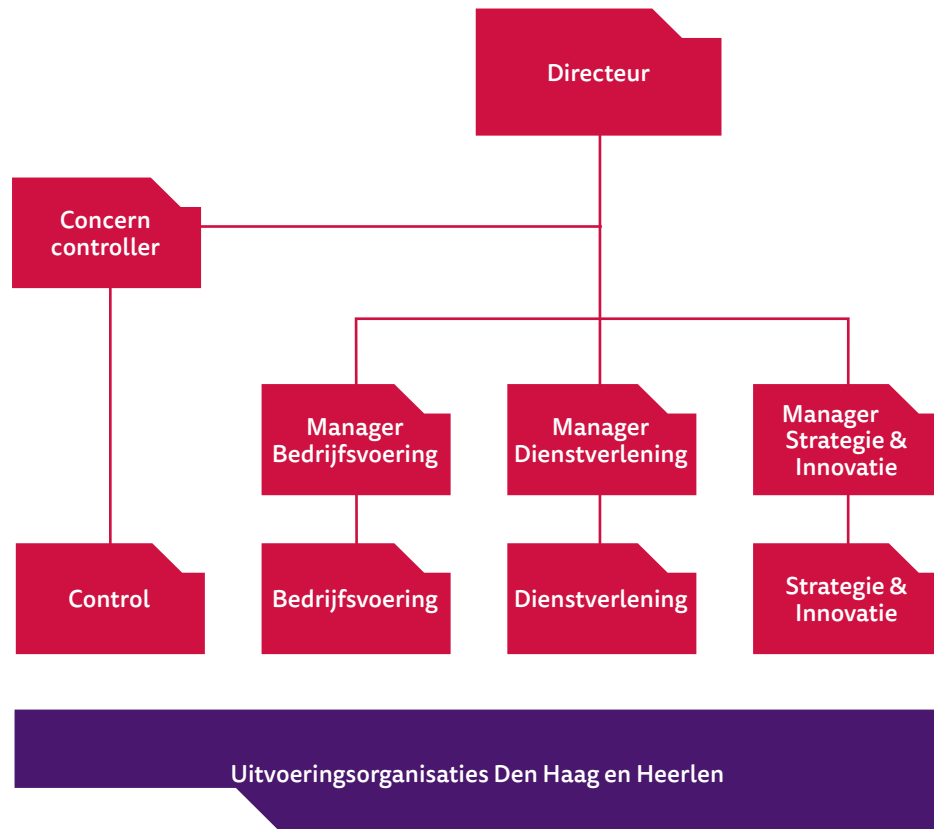 Directeur
Concern
controller
Manager
Bedrijfsvoering
Manager
Dienstverlening
Manager
Strategie &
Innovatie
Control
Bedrijfsvoering
Dienstverlening
Strategie &
Innovatie
Uitvoeringsorganisaties Den Haag en Heerlen